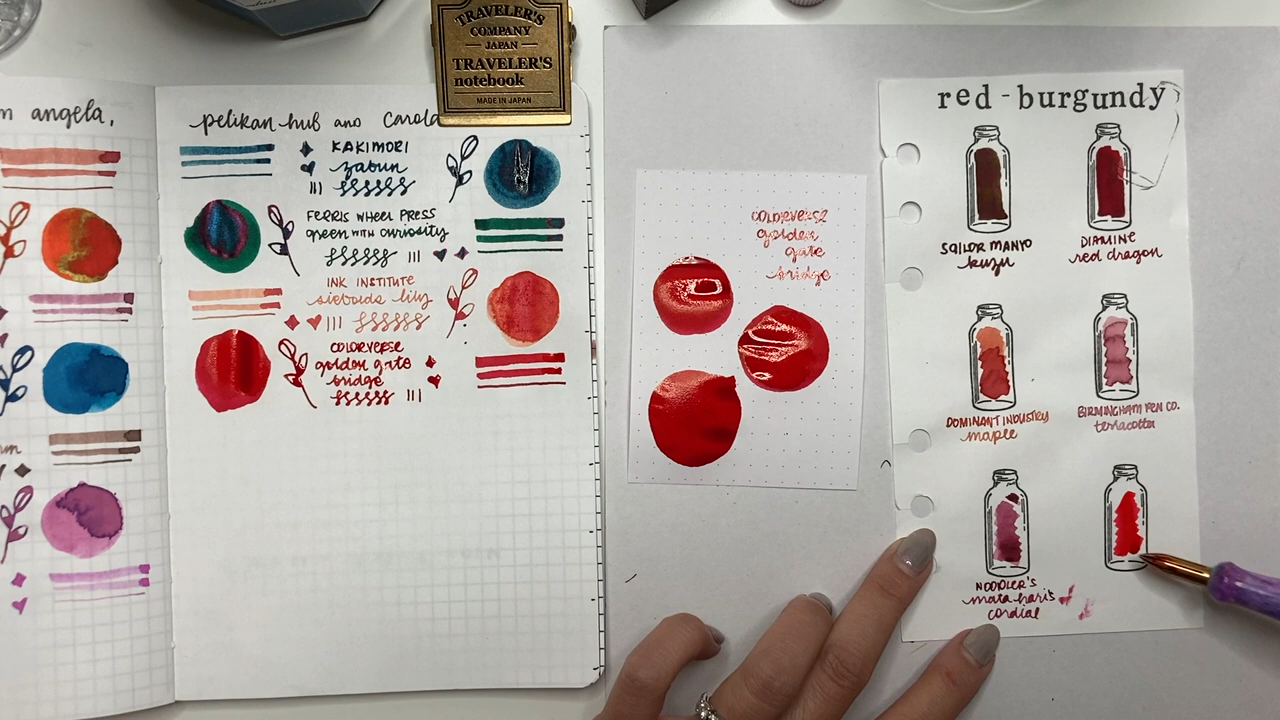 TRAVELER'S
COMPANY
JAPAN
TRAVELER'S
notebook
MADE IN JAPAN
angela,
pelikan hub and Carola
KAKIMORI
zabun
FERRIS WHEEL PRESS
green with curiosity
INK INSTITUTE
COLORVERSE
golden gate
bridge
COLORVERSE
golden
gate
bridge
red-burgundy
SAILOR MANYO
kuzu
DIAMINE
red dragon
DOMINANT INDUSTRY
maple
BIRMINGHAM PEN CO.
terracotta
NOODLER'S
mata hari's
cordial